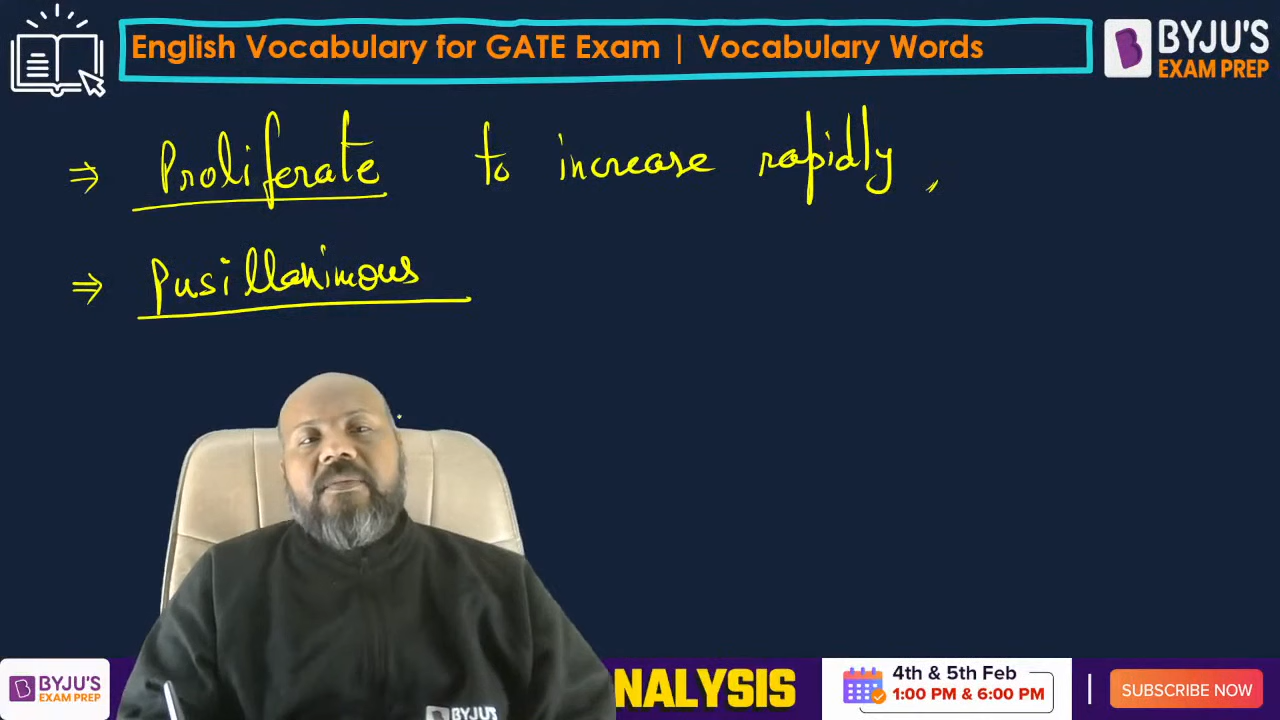 English Vocabulary for GATE Exam | Vocabulary Words
BYJU'S
EXAM PREP
⇒ Proliferate to increase rapidly.
⇒ Pusillanimous
BYJU'S
EXAM PREP
BYJU'S
NALYSIS
4th & 5th Feb
1:00 PM & 6:00 PM
SUBSCRIBE NOW